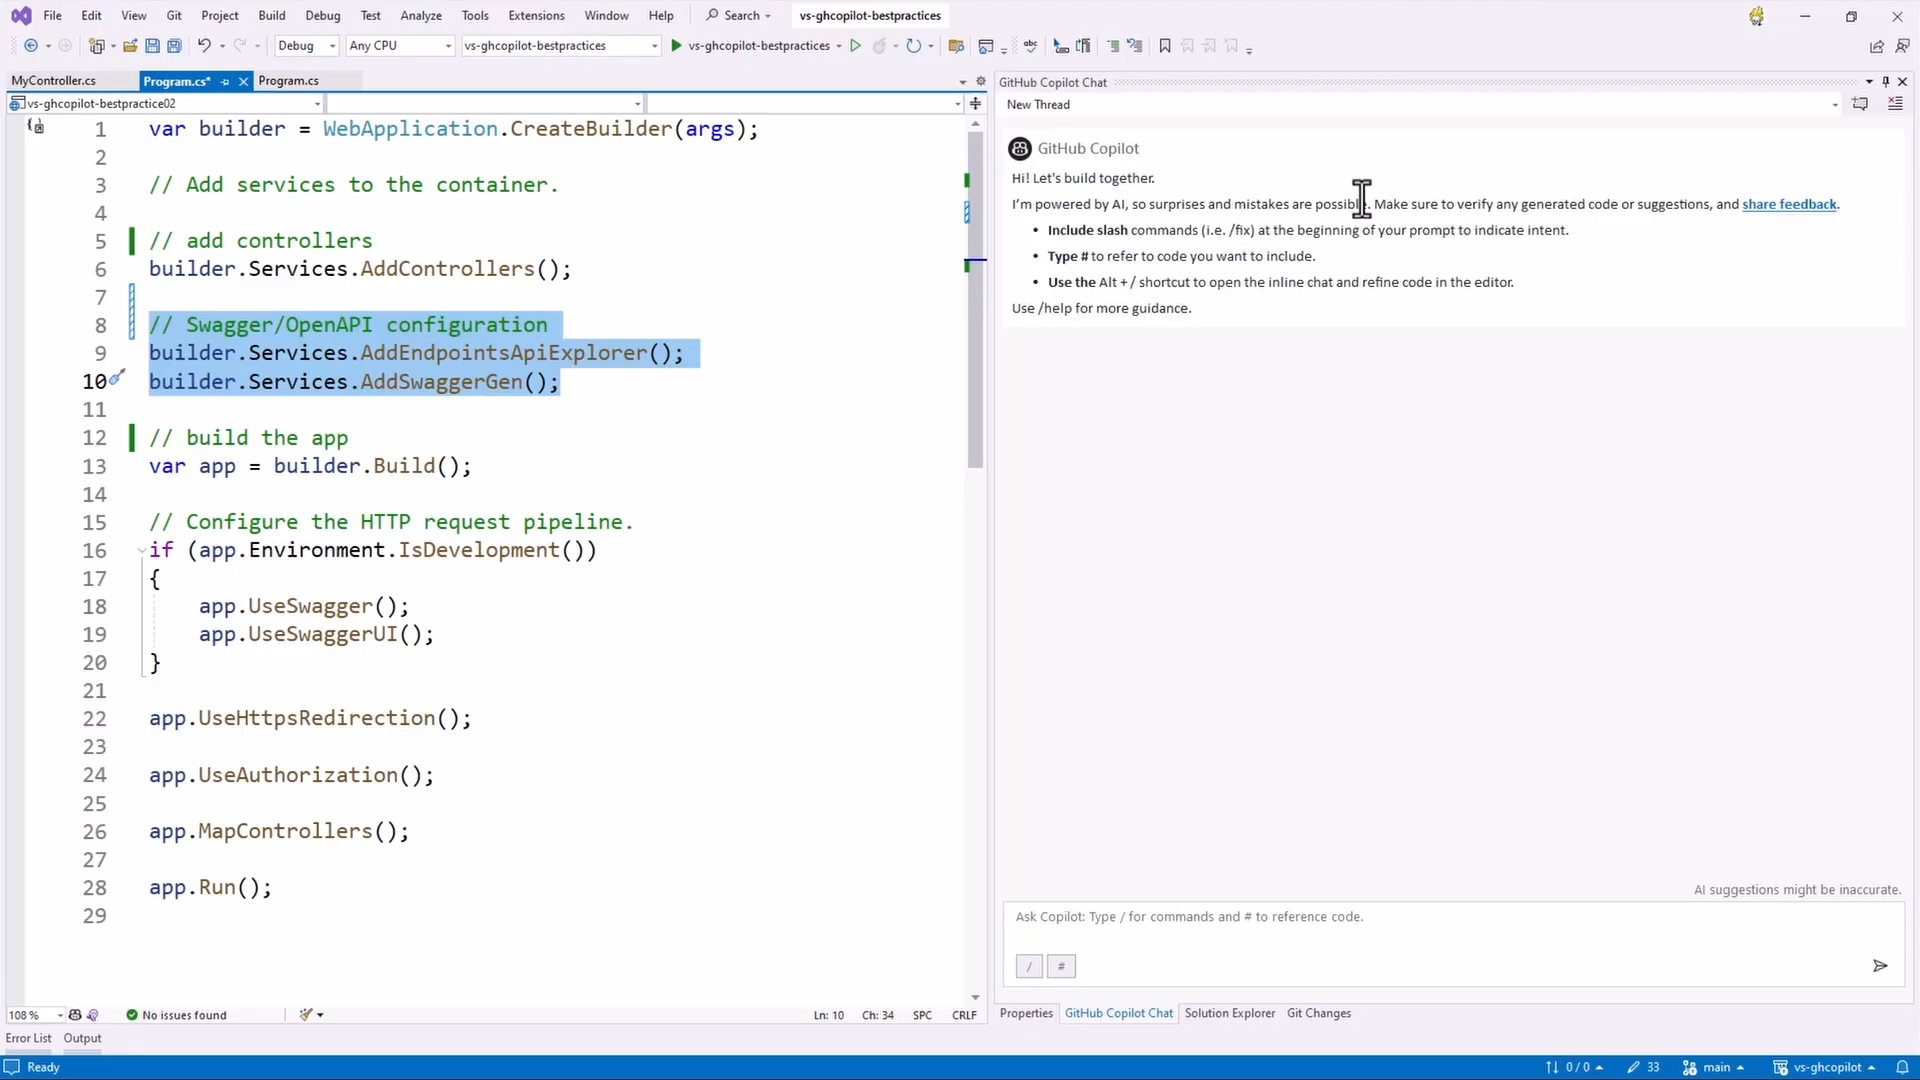 File Edit View Git Project Build Debug Test Analyze Tools Extensions Window Help Search vs-ghcopilot-bestpractices
Debug Any CPU vs-ghcopilot-bestpractices vs-ghcopilot-bestpractices
MyController.cs Program.cs* Program.cs
vs-ghcopilot-bestpractice02
1 var builder = WebApplication.CreateBuilder(args);
2
3 // Add services to the container.
4
5 // add controllers
6 builder.Services.AddControllers();
7
8 // Swagger/OpenAPI configuration
9 builder.Services.AddEndpointsApiExplorer();
10 builder.Services.AddSwaggerGen();
11
12 // build the app
13 var app = builder.Build();
14
15 // Configure the HTTP request pipeline.
16 if (app.Environment.IsDevelopment())
17 {
18 app.UseSwagger();
19 app.UseSwaggerUI();
20 }
21
22 app.UseHttpsRedirection();
23
24 app.UseAuthorization();
25
26 app.MapControllers();
27
28 app.Run();
29
108 % No issues found Ln: 10 Ch: 34 SPC CRLF
GitHub Copilot Chat
New Thread
GitHub Copilot
Hi! Let's build together.
I'm powered by AI, so surprises and mistakes are possible. Make sure to verify any generated code or suggestions, and share feedback.
• Include slash commands (i.e. /fix) at the beginning of your prompt to indicate intent.
• Type # to refer to code you want to include.
• Use the Alt + / shortcut to open the inline chat and refine code in the editor.
Use /help for more guidance.
AI suggestions might be inaccurate.
Ask Copilot: Type / for commands and # to reference code.
/ #
Properties GitHub Copilot Chat Solution Explorer Git Changes
Error List Output
Ready 0 / 0 33 main vs-ghcopilot